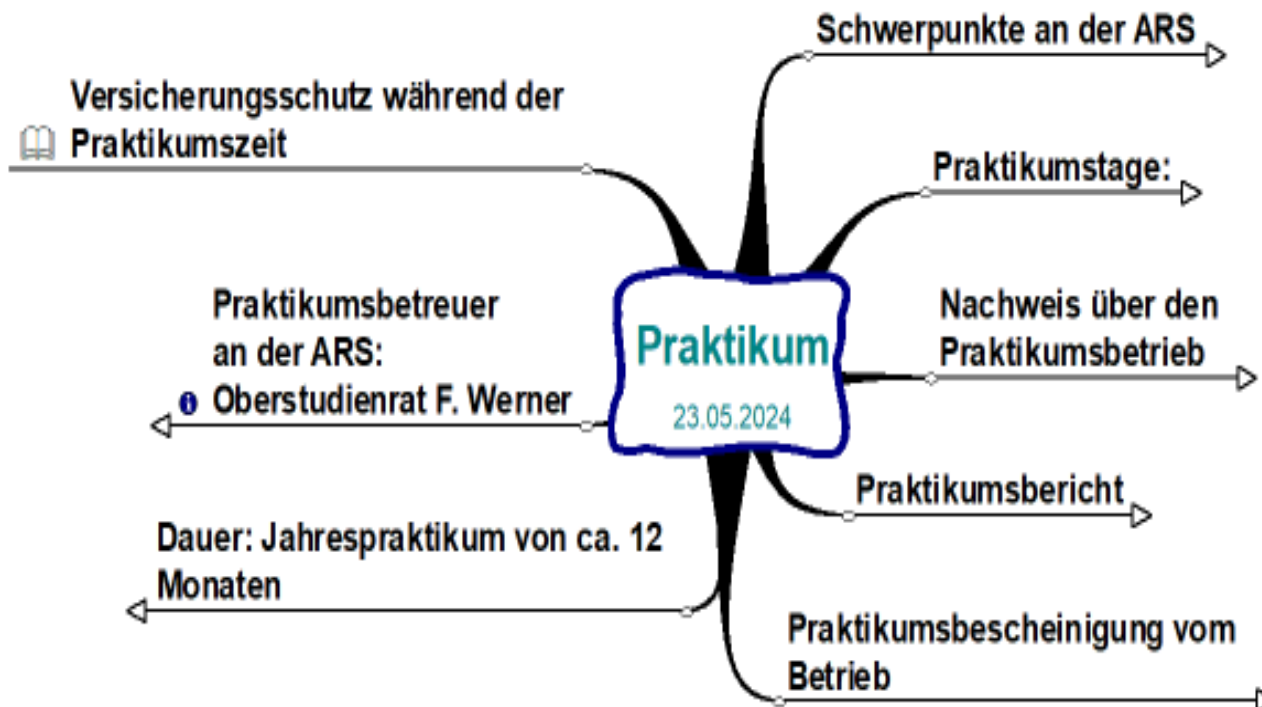 Schwerpunkte an der ARS
Versicherungsschutz während der
Praktikumszeit
Praktikumstage:
Praktikumsbetreuer
an der ARS:
Oberstudienrat F. Werner
Praktikum
23.05.2024
Nachweis über den
Praktikumsbetrieb
Praktikumsbericht
Dauer: Jahrespraktikum von ca. 12
Monaten
Praktikumsbescheinigung vom
Betrieb